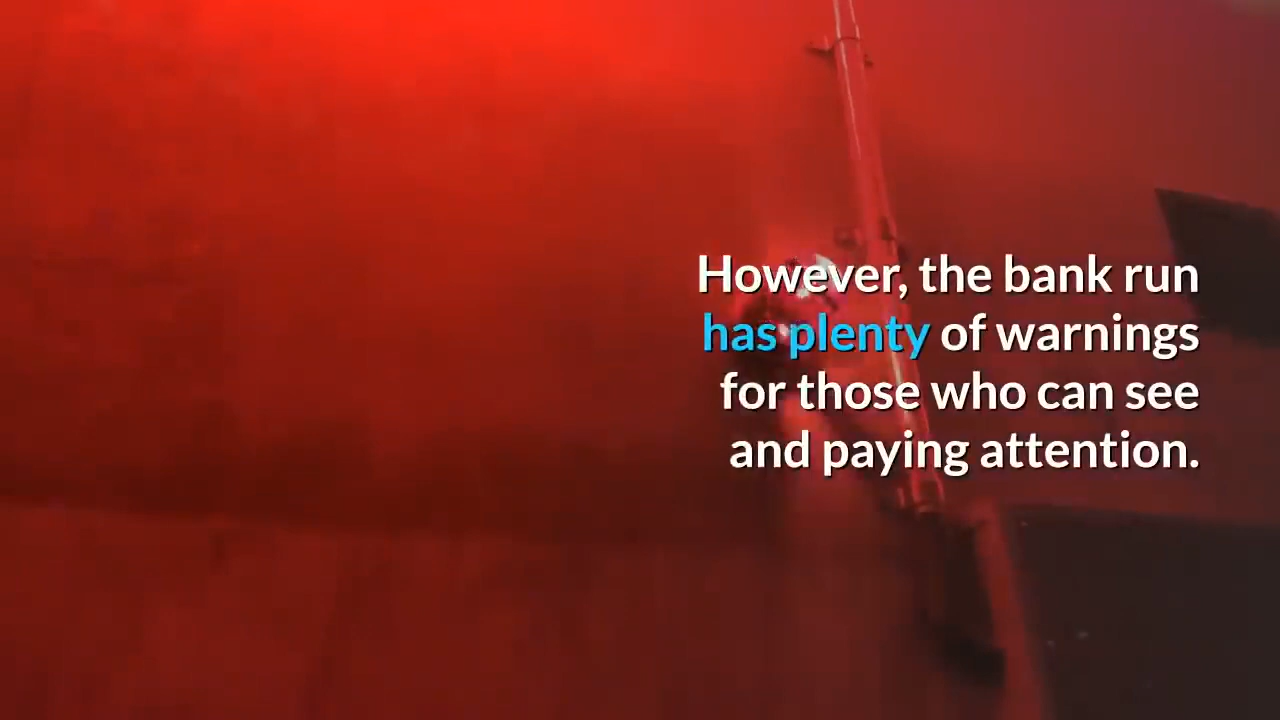 However, the bank run
has plenty of warnings
for those who can see
and paying attention.